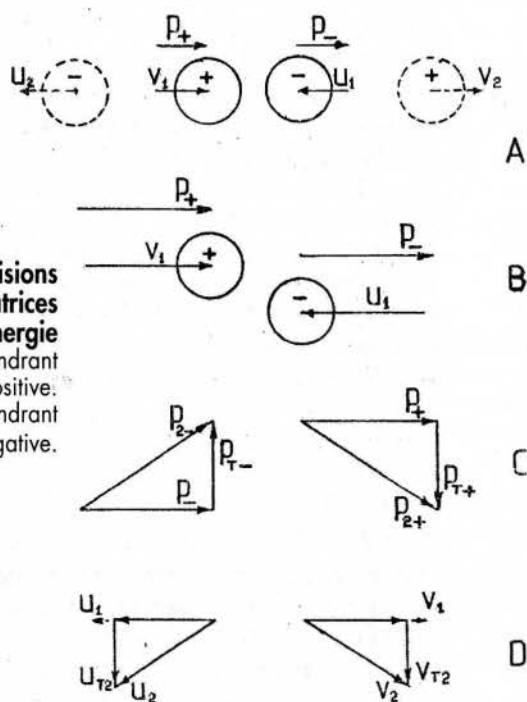 P+ P-
U2 - V1 + - U1 + V2
A
P+
V1 + P-
B
- U1
isions
trices
ergie
ndrant
ositive.
ndrant
gative.
P2- P+
PT- PT+
P- P2+
C
U1 V1
UT2 VT2
U2 V2
D